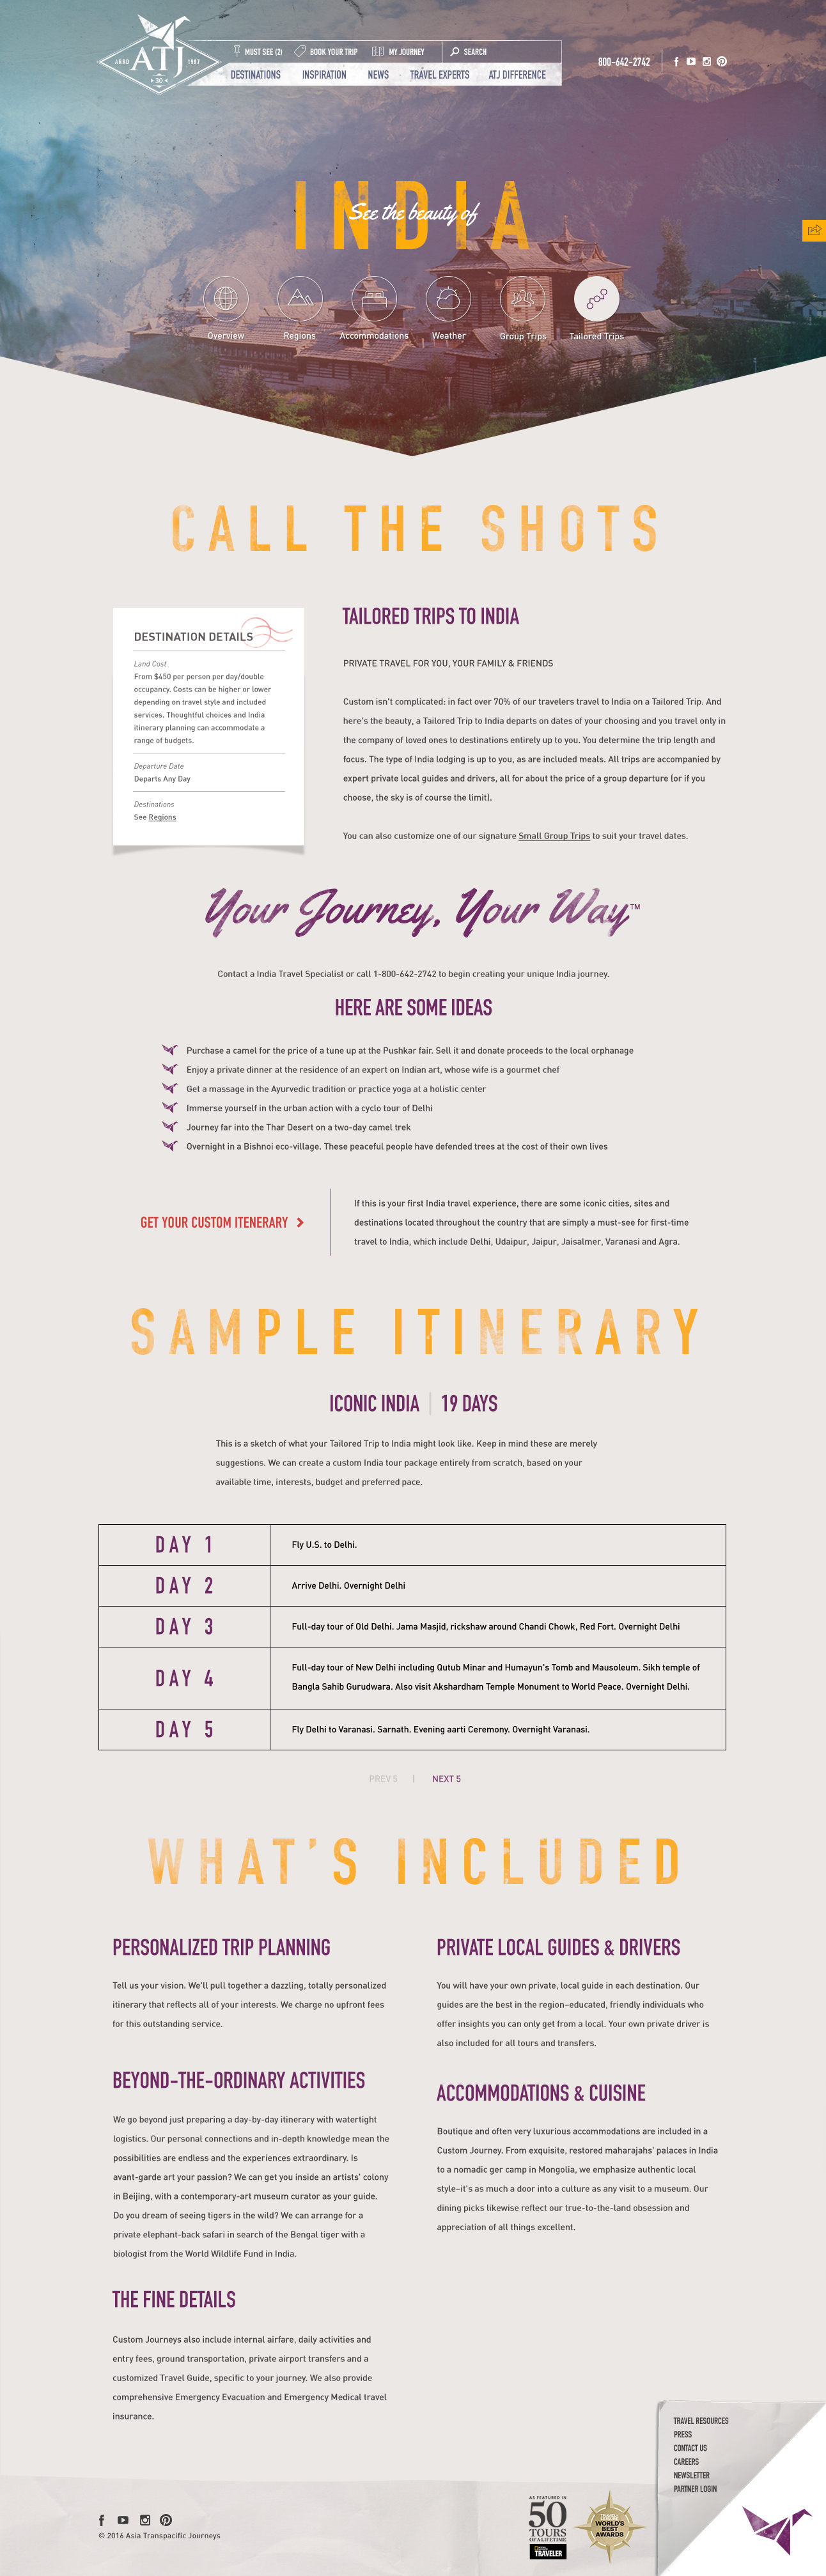 ANNO ATJ 1987
30
MUST SEE (2) BOOK YOUR TRIP MY JOURNEY SEARCH
DESTINATIONS INSPIRATION NEWS TRAVEL EXPERTS ATJ DIFFERENCE
800-642-2742
INDIA
See the beauty of
Overview Regions Accommodations Weather Group Trips Tailored Trips
CALL THE SHOTS
DESTINATION DETAILS
Land Cost
From $450 per person per day/double
occupancy. Costs can be higher or lower
depending on travel style and included
services. Thoughtful choices and India
itinerary planning can accommodate a
range of budgets.
Departure Date
Departs Any Day
Destinations
See Regions
TAILORED TRIPS TO INDIA
PRIVATE TRAVEL FOR YOU, YOUR FAMILY & FRIENDS
Custom isn't complicated: in fact over 70% of our travelers travel to India on a Tailored Trip. And
here's the beauty, a Tailored Trip to India departs on dates of your choosing and you travel only in
the company of loved ones to destinations entirely up to you. You determine the trip length and
focus. The type of India lodging is up to you, as are included meals. All trips are accompanied by
expert private local guides and drivers, all for about the price of a group departure (or if you
choose, the sky is of course the limit).
You can also customize one of our signature Small Group Trips to suit your travel dates.
Your Journey, Your Way™
Contact a India Travel Specialist or call 1-800-642-2742 to begin creating your unique India journey.
HERE ARE SOME IDEAS
Purchase a camel for the price of a tune up at the Pushkar fair. Sell it and donate proceeds to the local orphanage
Enjoy a private dinner at the residence of an expert on Indian art, whose wife is a gourmet chef
Get a massage in the Ayurvedic tradition or practice yoga at a holistic center
Immerse yourself in the urban action with a cyclo tour of Delhi
Journey far into the Thar Desert on a two-day camel trek
Overnight in a Bishnoi eco-village. These peaceful people have defended trees at the cost of their own lives
GET YOUR CUSTOM ITENERARY
If this is your first India travel experience, there are some iconic cities, sites and
destinations located throughout the country that are simply a must-see for first-time
travel to India, which include Delhi, Udaipur, Jaipur, Jaisalmer, Varanasi and Agra.
SAMPLE ITINERARY
ICONIC INDIA | 19 DAYS
This is a sketch of what your Tailored Trip to India might look like. Keep in mind these are merely
suggestions. We can create a custom India tour package entirely from scratch, based on your
available time, interests, budget and preferred pace.
DAY 1 Fly U.S. to Delhi.
DAY 2 Arrive Delhi. Overnight Delhi
DAY 3 Full-day tour of Old Delhi. Jama Masjid, rickshaw around Chandi Chowk, Red Fort. Overnight Delhi
DAY 4 Full-day tour of New Delhi including Qutub Minar and Humayun's Tomb and Mausoleum. Sikh temple of
Bangla Sahib Gurudwara. Also visit Akshardham Temple Monument to World Peace. Overnight Delhi.
DAY 5 Fly Delhi to Varanasi. Sarnath. Evening aarti Ceremony. Overnight Varanasi.
PREV 5 | NEXT 5
WHAT'S INCLUDED
PERSONALIZED TRIP PLANNING
Tell us your vision. We'll pull together a dazzling, totally personalized
itinerary that reflects all of your interests. We charge no upfront fees
for this outstanding service.
PRIVATE LOCAL GUIDES & DRIVERS
You will have your own private, local guide in each destination. Our
guides are the best in the region–educated, friendly individuals who
offer insights you can only get from a local. Your own private driver is
also included for all tours and transfers.
BEYOND-THE-ORDINARY ACTIVITIES
We go beyond just preparing a day-by-day itinerary with watertight
logistics. Our personal connections and in-depth knowledge mean the
possibilities are endless and the experiences extraordinary. Is
avant-garde art your passion? We can get you inside an artists' colony
in Beijing, with a contemporary-art museum curator as your guide.
Do you dream of seeing tigers in the wild? We can arrange for a
private elephant-back safari in search of the Bengal tiger with a
biologist from the World Wildlife Fund in India.
ACCOMMODATIONS & CUISINE
Boutique and often very luxurious accommodations are included in a
Custom Journey. From exquisite, restored maharajahs' palaces in India
to a nomadic ger camp in Mongolia, we emphasize authentic local
style–it's as much a door into a culture as any visit to a museum. Our
dining picks likewise reflect our true-to-the-land obsession and
appreciation of all things excellent.
THE FINE DETAILS
Custom Journeys also include internal airfare, daily activities and
entry fees, ground transportation, private airport transfers and a
customized Travel Guide, specific to your journey. We also provide
comprehensive Emergency Evacuation and Emergency Medical travel
insurance.
TRAVEL RESOURCES
PRESS
CONTACT US
CAREERS
NEWSLETTER
PARTNER LOGIN
© 2016 Asia Transpacific Journeys
AS FEATURED IN
50
TOURS
OF A LIFETIME
TRAVELER
WORLD'S
BEST
AWARDS